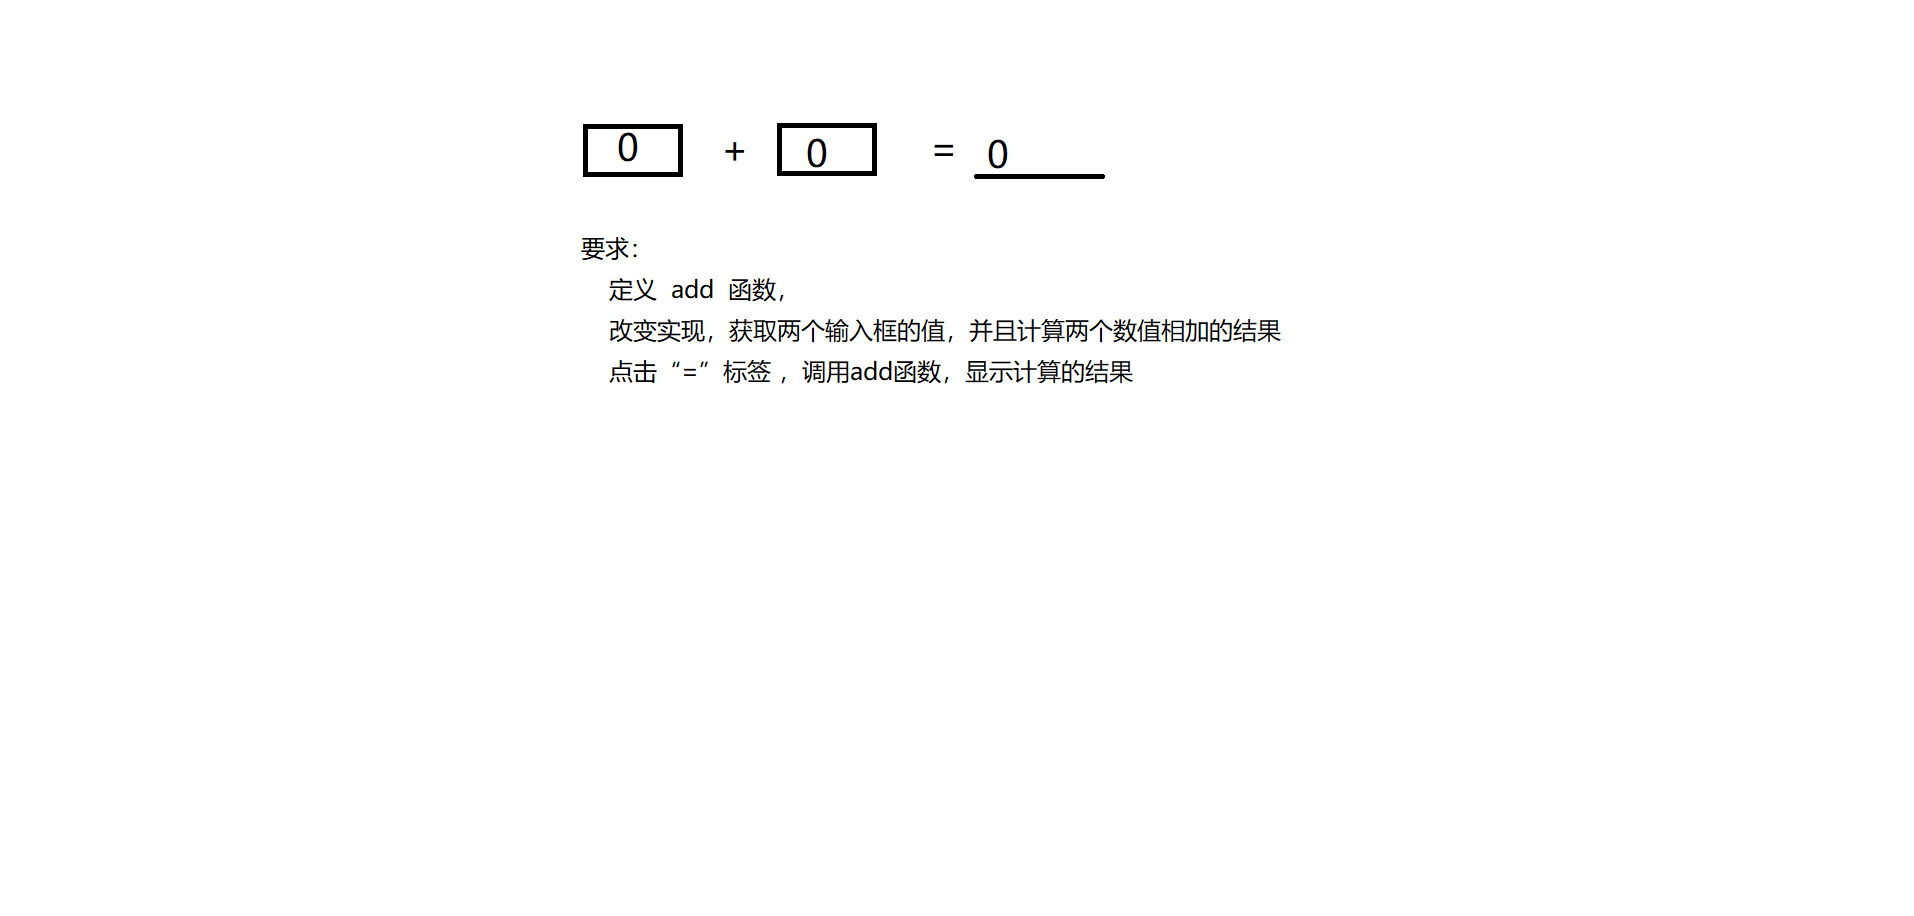 0 + 0 = 0
要求：
定义 add 函数，
改变实现，获取两个输入框的值，并且计算两个数值相加的结果
点击“=”标签 ，调用add函数，显示计算的结果